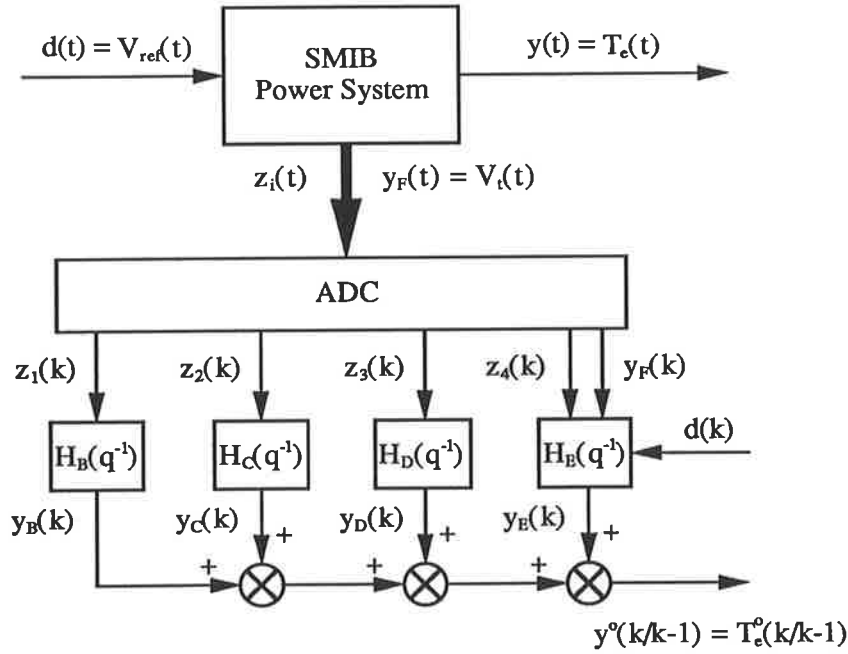 d(t) = V_ref(t)
SMIB
Power System
y(t) = T_e(t)
z_i(t)
y_F(t) = V_t(t)
ADC
z_1(k)
z_2(k)
z_3(k)
z_4(k)
y_F(k)
H_B(q^-1)
H_C(q^-1)
H_D(q^-1)
H_E(q^-1)
d(k)
y_B(k)
y_C(k)
y_D(k)
y_E(k)
+ + + + + +
y^o(k/k-1) = T_e^o(k/k-1)